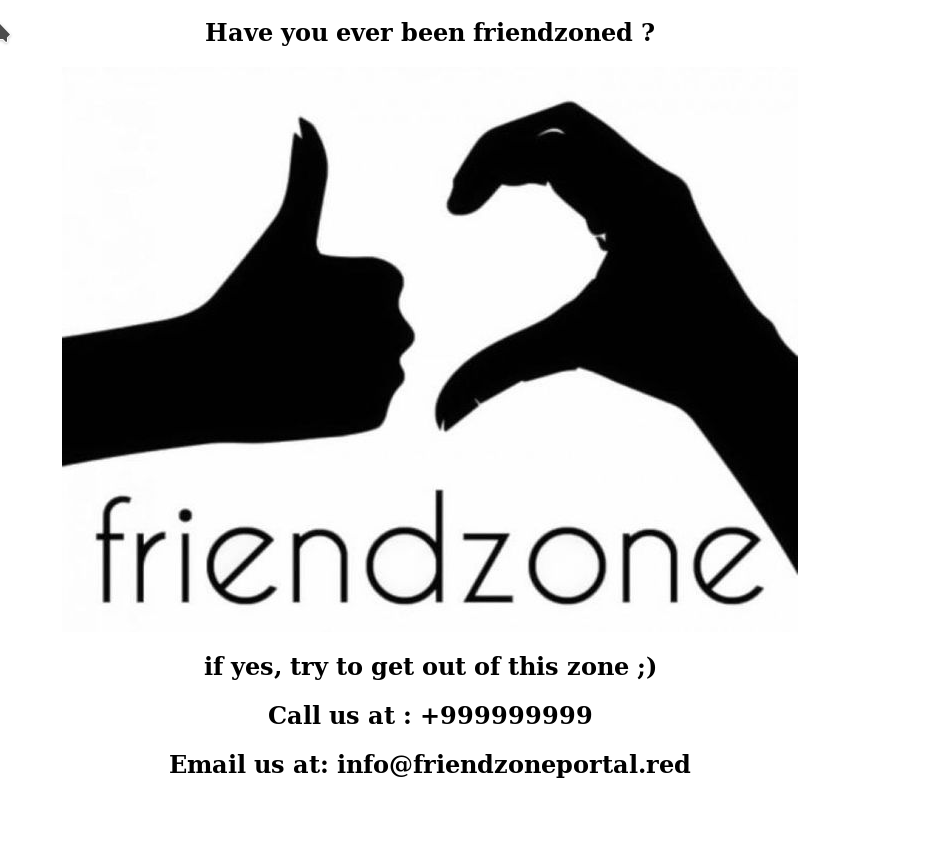 Have you ever been friendzoned ?
friendzone
if yes, try to get out of this zone ;)
Call us at : +999999999
Email us at: info@friendzoneportal.red